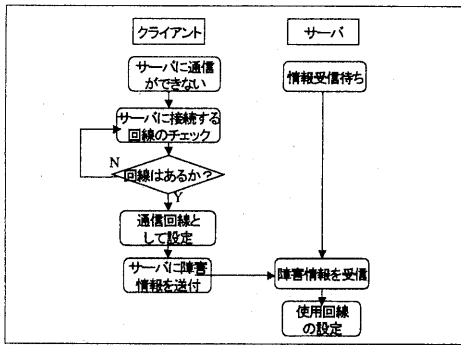 クライアント
サーバ
サーバに通信
ができない
情報受信待ち
サーバに接続する
回線のチェック
N
回線はあるか?
Y
通信回線と
して設定
サーバに障害
情報を送付
障害情報を受信
使用回線
の設定